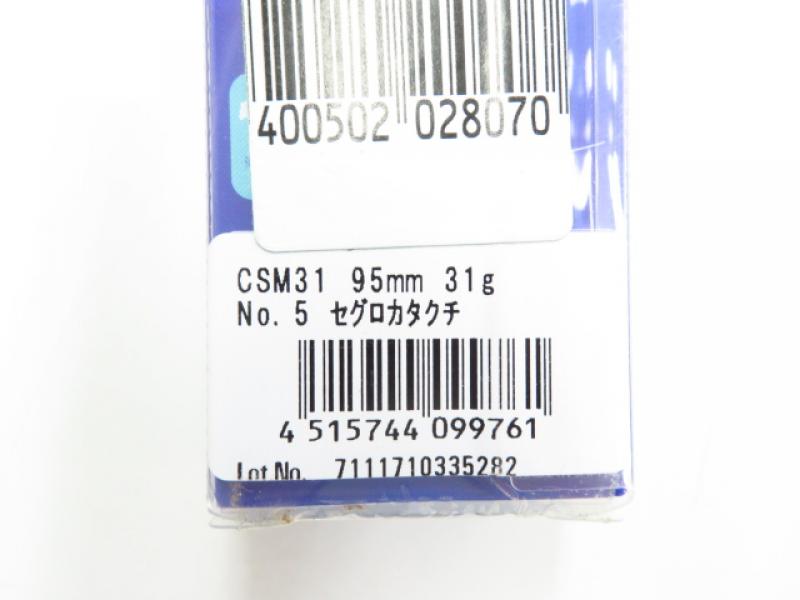 400502 028070
CSM31 95mm 31g
No. 5 ｾｸﾞﾛｶﾀｸﾁ
4 515744 099761
Lot No. 7111710335282